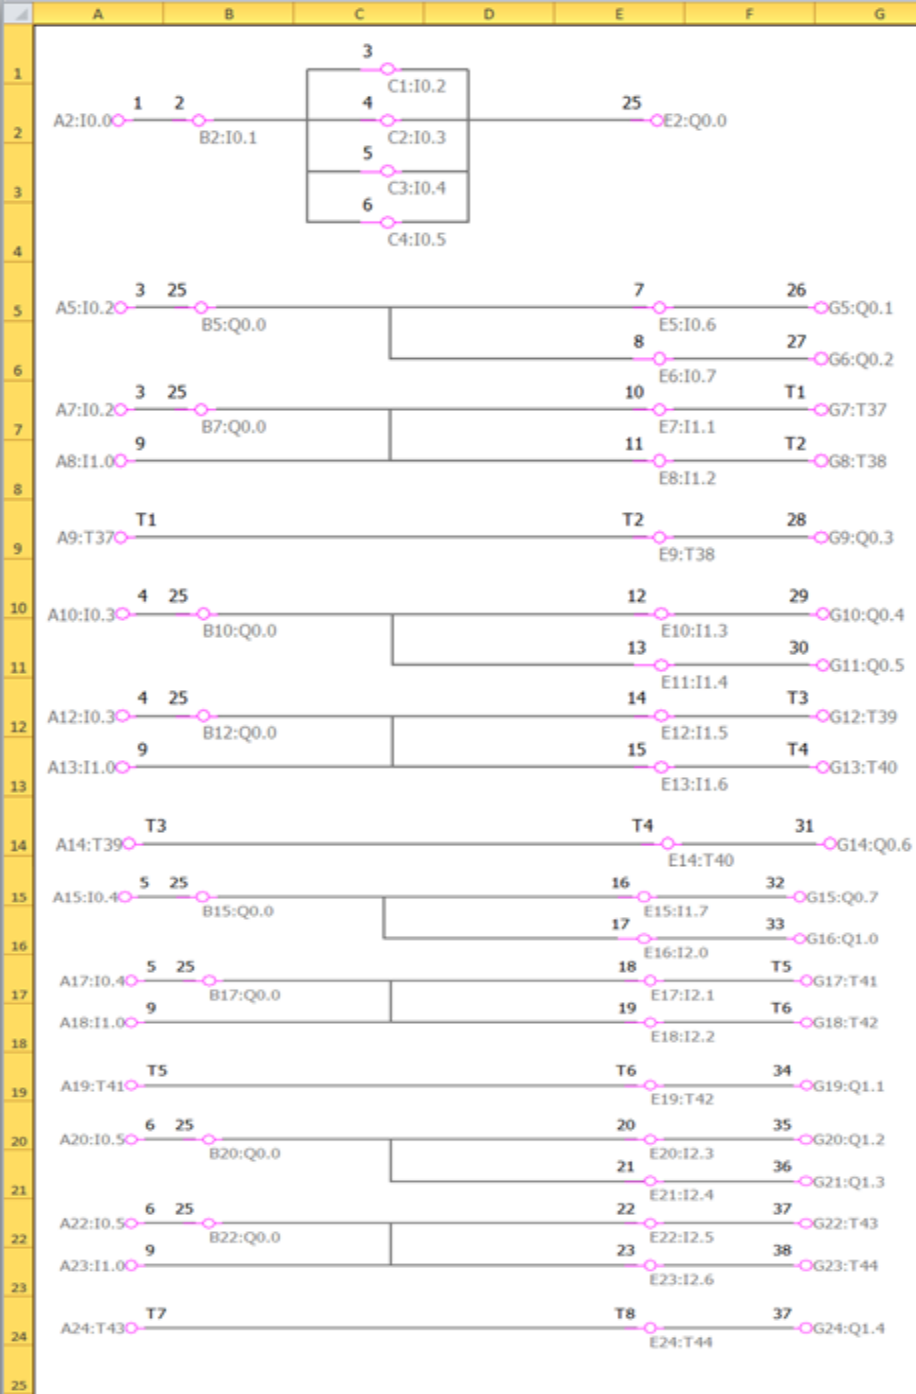 A B C D E F G
1 3
C1:I0.2
2 A2:I0.0 1 2 4 25 E2:Q0.0
B2:I0.1 C2:I0.3
3 5
C3:I0.4
4 6
C4:I0.5
5 A5:I0.2 3 25 7 26 G5:Q0.1
B5:Q0.0 E5:I0.6
6 8 27 G6:Q0.2
E6:I0.7
7 A7:I0.2 3 25 10 T1 G7:T37
B7:Q0.0 E7:I1.1
8 A8:I1.0 9 11 T2 G8:T38
E8:I1.2
9 A9:T37 T1 T2 28 G9:Q0.3
E9:T38
10 A10:I0.3 4 25 12 29 G10:Q0.4
B10:Q0.0 E10:I1.3
11 13 30 G11:Q0.5
E11:I1.4
12 A12:I0.3 4 25 14 T3 G12:T39
B12:Q0.0 E12:I1.5
13 A13:I1.0 9 15 T4 G13:T40
E13:I1.6
14 A14:T39 T3 T4 31 G14:Q0.6
E14:T40
15 A15:I0.4 5 25 16 32 G15:Q0.7
B15:Q0.0 E15:I1.7
16 17 33 G16:Q1.0
E16:I2.0
17 A17:I0.4 5 25 18 T5 G17:T41
B17:Q0.0 E17:I2.1
18 A18:I1.0 9 19 T6 G18:T42
E18:I2.2
19 A19:T41 T5 T6 34 G19:Q1.1
E19:T42
20 A20:I0.5 6 25 20 35 G20:Q1.2
B20:Q0.0 E20:I2.3
21 21 36 G21:Q1.3
E21:I2.4
22 A22:I0.5 6 25 22 37 G22:T43
B22:Q0.0 E22:I2.5
23 A23:I1.0 9 23 38 G23:T44
E23:I2.6
24 A24:T43 T7 T8 37 G24:Q1.4
E24:T44
25